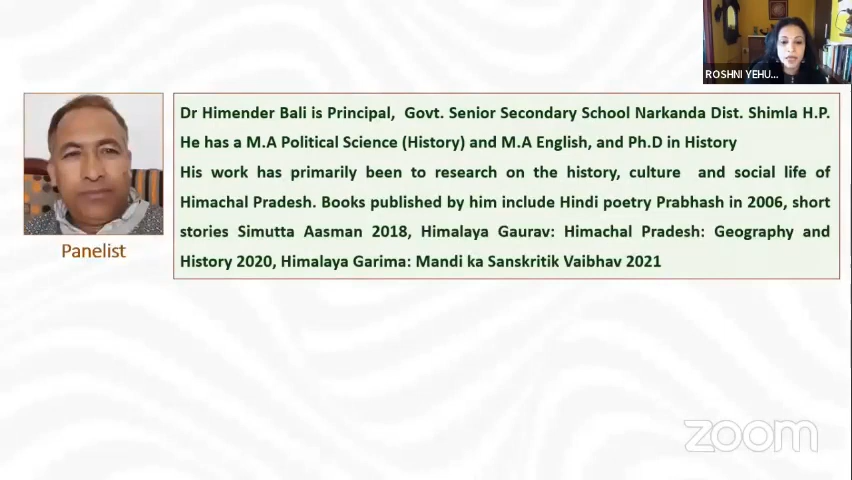 ROSHNI YEHU...
Dr Himender Bali is Principal, Govt. Senior Secondary School Narkanda Dist. Shimla H.P.
He has a M.A Political Science (History) and M.A English, and Ph.D in History
His work has primarily been to research on the history, culture and social life of
Himachal Pradesh. Books published by him include Hindi poetry Prabhash in 2006, short
stories Simutta Aasman 2018, Himalaya Gaurav: Himachal Pradesh: Geography and
History 2020, Himalaya Garima: Mandi ka Sanskritik Vaibhav 2021
Panelist
zoom